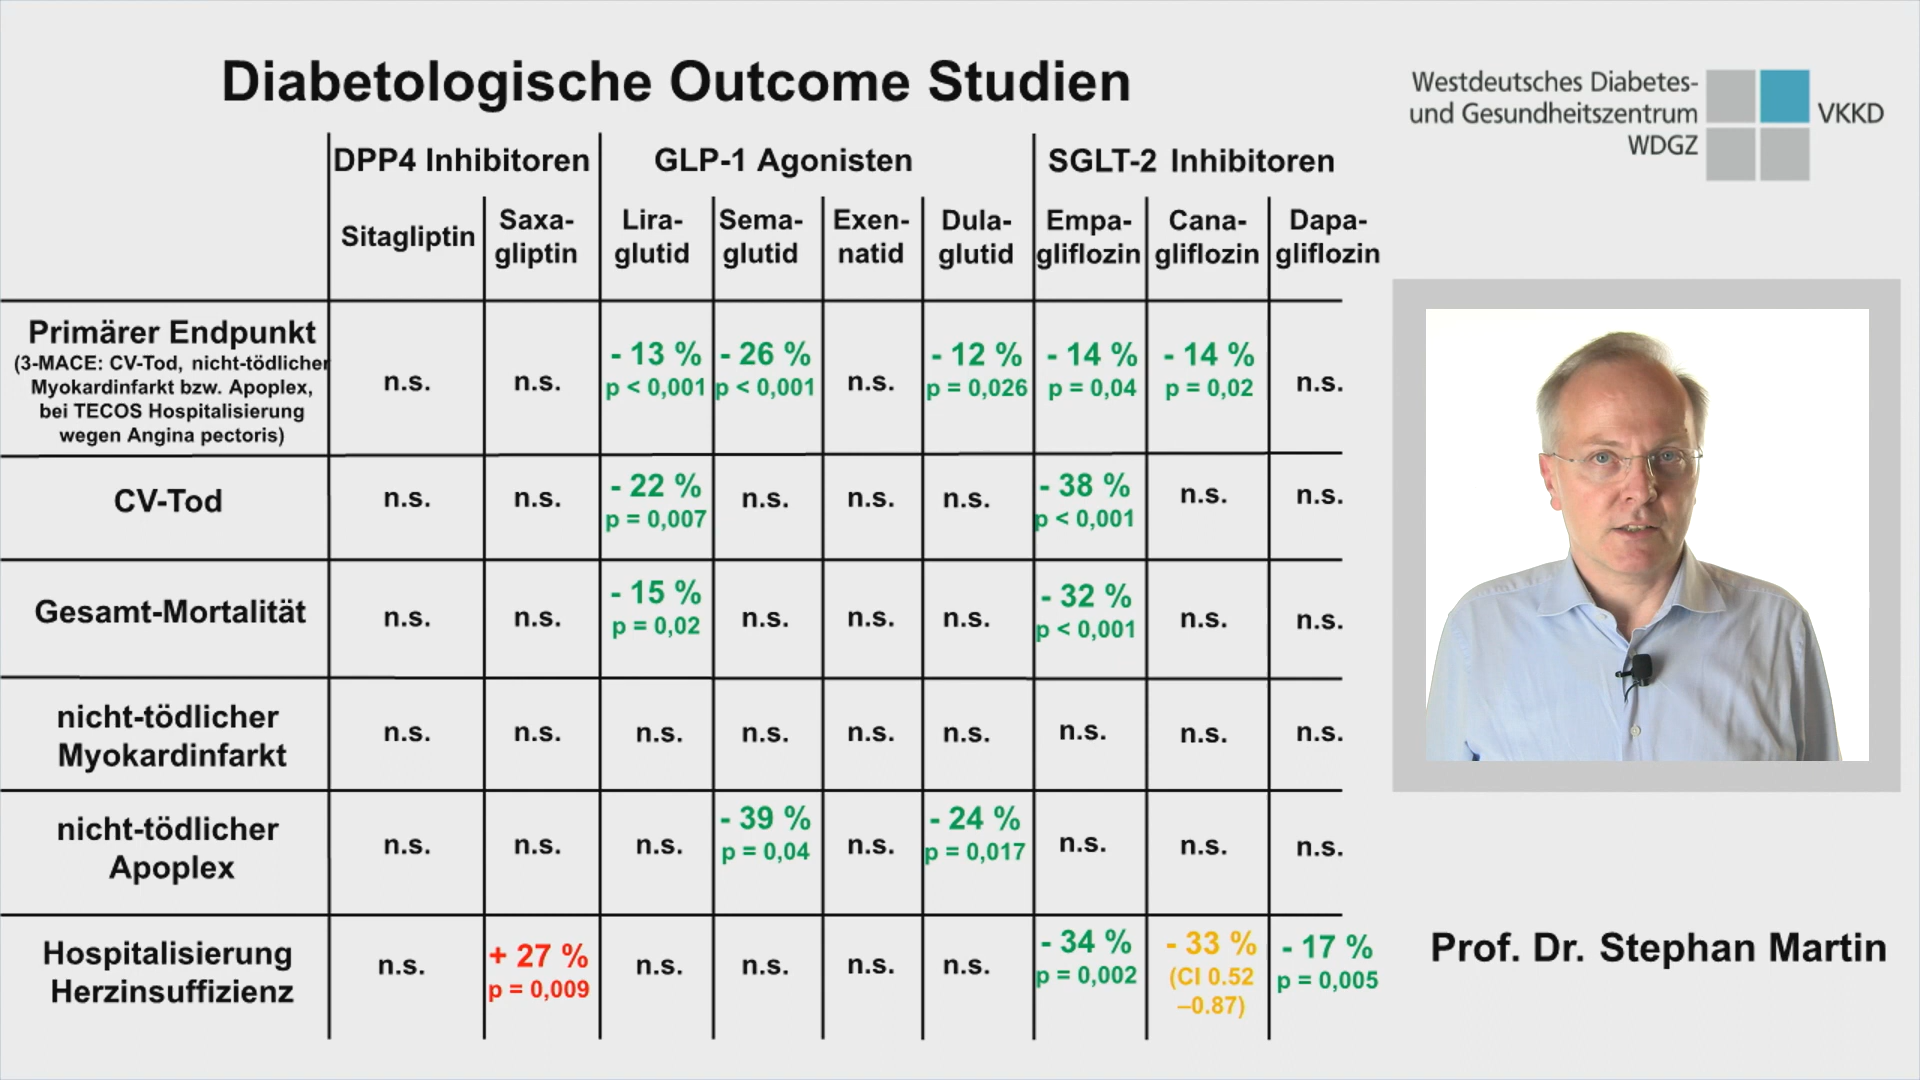 Diabetologische Outcome Studien
Westdeutsches Diabetes-
und Gesundheitszentrum
WDGZ
VKKD
DPP4 Inhibitoren
GLP-1 Agonisten
SGLT-2 Inhibitoren
Sitagliptin
Saxa-
gliptin
Lira-
glutid
Sema-
glutid
Exen-
natid
Dula-
glutid
Empa-
gliflozin
Cana-
gliflozin
Dapa-
gliflozin
Primärer Endpunkt
(3-MACE: CV-Tod, nicht-tödlicher
Myokardinfarkt bzw. Apoplex,
bei TECOS Hospitalisierung
wegen Angina pectoris)
n.s.
n.s.
- 13 %
p < 0,001
- 26 %
p < 0,001
n.s.
- 12 %
p = 0,026
- 14 %
p = 0,04
- 14 %
p = 0,02
n.s.
CV-Tod
n.s.
n.s.
- 22 %
p = 0,007
n.s.
n.s.
n.s.
- 38 %
p < 0,001
n.s.
n.s.
Gesamt-Mortalität
n.s.
n.s.
- 15 %
p = 0,02
n.s.
n.s.
n.s.
- 32 %
p < 0,001
n.s.
n.s.
nicht-tödlicher
Myokardinfarkt
n.s.
n.s.
n.s.
n.s.
n.s.
n.s.
n.s.
n.s.
n.s.
nicht-tödlicher
Apoplex
n.s.
n.s.
n.s.
- 39 %
p = 0,04
n.s.
- 24 %
p = 0,017
n.s.
n.s.
n.s.
Hospitalisierung
Herzinsuffizienz
n.s.
+ 27 %
p = 0,009
n.s.
n.s.
n.s.
n.s.
- 34 %
p = 0,002
- 33 %
(CI 0.52
–0.87)
- 17 %
p = 0,005
Prof. Dr. Stephan Martin